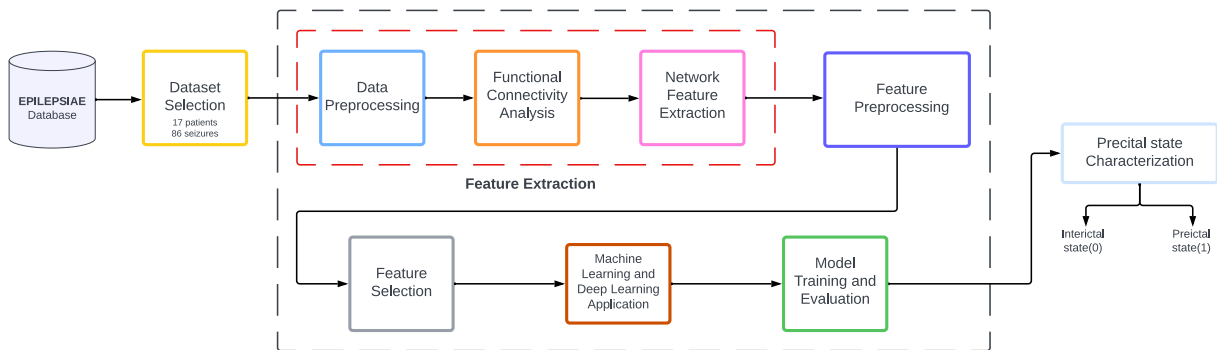 EPILEPSIAE
Database
Dataset
Selection
17 patients
86 seizures
Data
Preprocessing
Functional
Connectivity
Analysis
Network
Feature
Extraction
Feature
Preprocessing
Feature Extraction
Precital state
Characterization
Interictal
state(0)
Preictal
state(1)
Feature
Selection
Machine
Learning and
Deep Learning
Application
Model
Training and
Evaluation